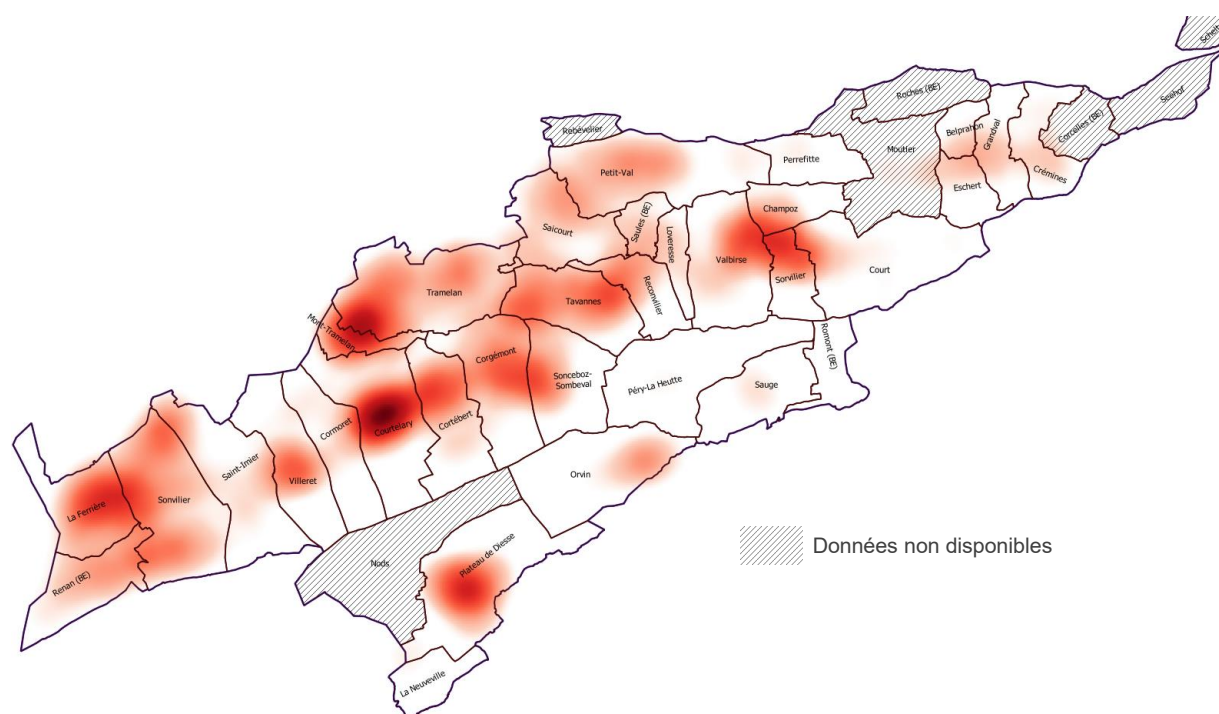 Schelt
Seehof
Roches (BE)
Corcelles (BE)
Rebévelier
Belprahon
Grandval
Moutier
Perrefitte
Crémines
Petit-Val
Eschert
Champoz
Saicourt
Saules (BE)
Loveresse
Valbirse
Court
Sorvilier
Tramelan
Tavannes
Reconvilier
Mont-Tramelan
Romont (BE)
Corgémont
Sonceboz-
Sombeval
Péry-La Heutte
Sauge
Cormoret
Courtelary
Cortébert
Saint-Imier
Villeret
Orvin
La Ferrière
Sonvilier
Données non disponibles
Renan (BE)
Nods
Plateau de Diesse
La Neuveville